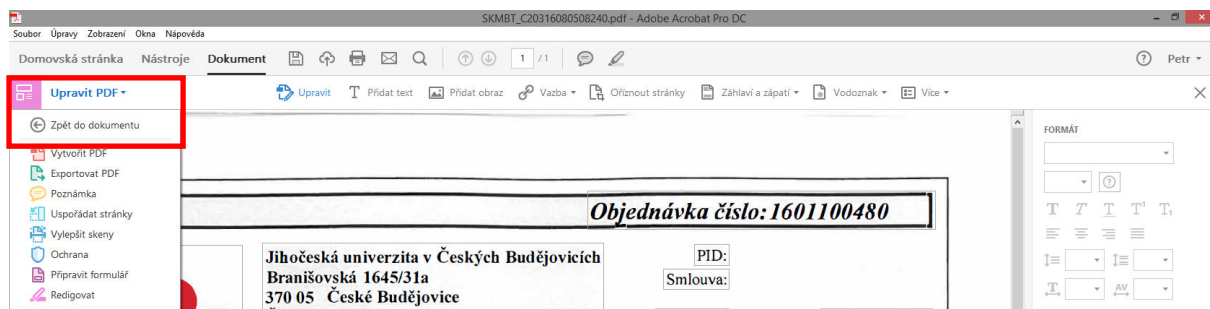 SKMBT_C20316080508240.pdf - Adobe Acrobat Pro DC
Soubor Úpravy Zobrazení Okna Nápověda
Domovská stránka Nástroje Dokument 1 / 1 Petr
Upravit PDF Upravit Přidat text Přidat obraz Vazba Oříznout stránky Záhlaví a zápatí Vodoznak Více
Zpět do dokumentu
Vytvořit PDF
Exportovat PDF
Poznámka
Uspořádat stránky
Vylepšit skeny
Ochrana
Připravit formulář
Redigovat
Objednávka číslo: 1601100480
Jihočeská univerzita v Českých Budějovicích
Branišovská 1645/31a
370 05 České Budějovice
PID:
Smlouva:
FORMÁT